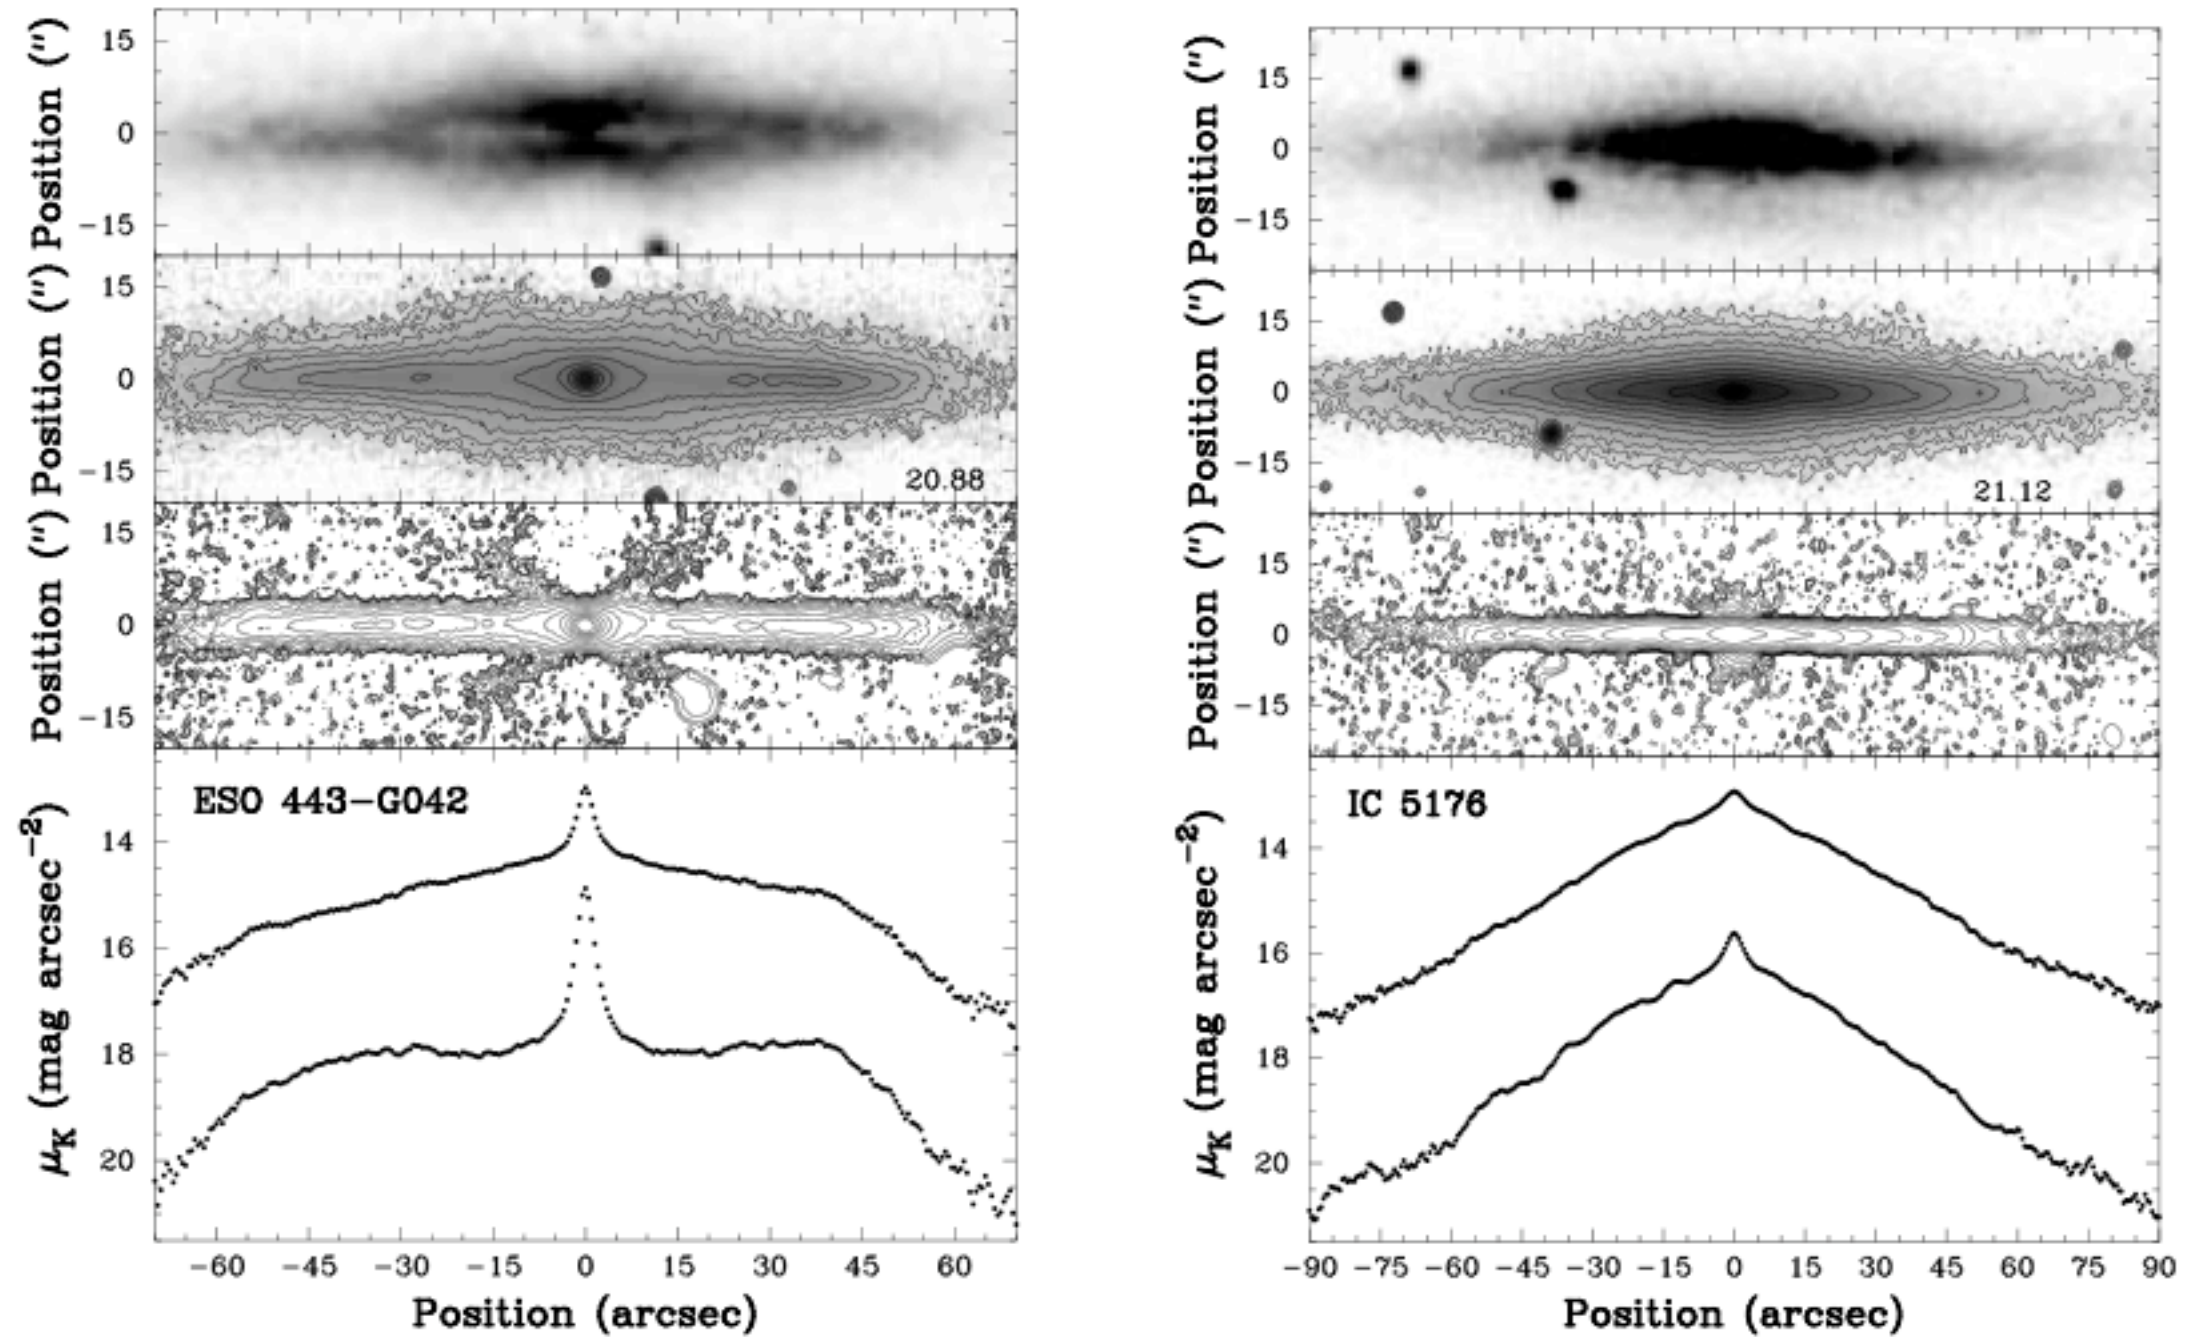 Position (″)
15
0
−15
Position (″)
15
0
−15
20.88
Position (″)
15
0
−15
μK (mag arcsec−2)
ESO 443−G042
14
16
18
20
−60 −45 −30 −15 0 15 30 45 60
Position (arcsec)
Position (″)
15
0
−15
Position (″)
15
0
−15
21.12
Position (″)
15
0
−15
μK (mag arcsec−2)
IC 5176
14
16
18
20
−90 −75 −60 −45 −30 −15 0 15 30 45 60 75 90
Position (arcsec)